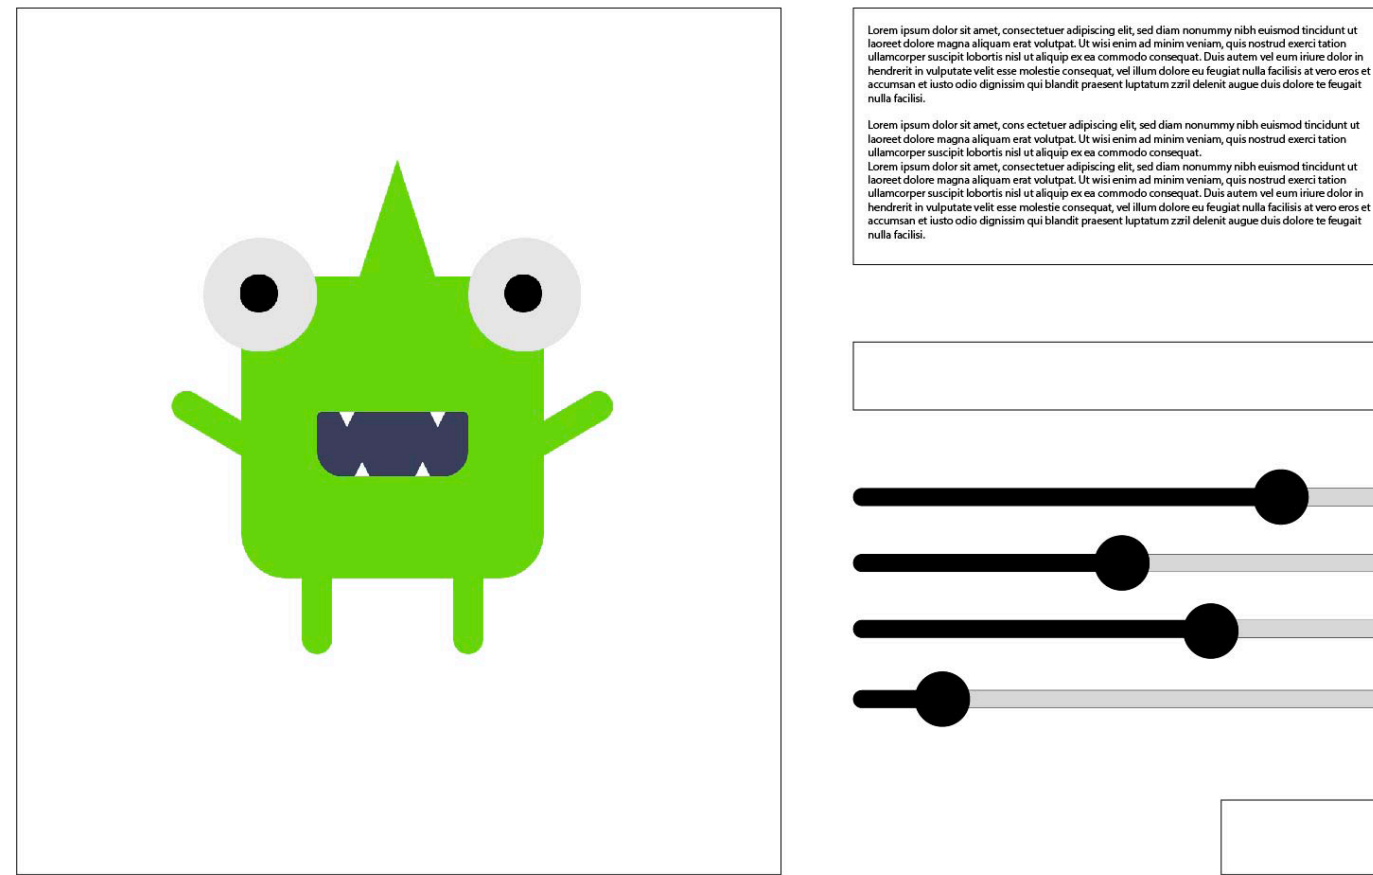 Lorem ipsum dolor sit amet, consectetuer adipiscing elit, sed diam nonummy nibh euismod tincidunt ut
laoreet dolore magna aliquam erat volutpat. Ut wisi enim ad minim veniam, quis nostrud exerci tation
ullamcorper suscipit lobortis nisl ut aliquip ex ea commodo consequat. Duis autem vel eum iriure dolor in
hendrerit in vulputate velit esse molestie consequat, vel illum dolore eu feugiat nulla facilisis at vero eros et
accumsan et iusto odio dignissim qui blandit praesent luptatum zzril delenit augue duis dolore te feugait
nulla facilisi.
Lorem ipsum dolor sit amet, cons ectetuer adipiscing elit, sed diam nonummy nibh euismod tincidunt ut
laoreet dolore magna aliquam erat volutpat. Ut wisi enim ad minim veniam, quis nostrud exerci tation
ullamcorper suscipit lobortis nisl ut aliquip ex ea commodo consequat.
Lorem ipsum dolor sit amet, consectetuer adipiscing elit, sed diam nonummy nibh euismod tincidunt ut
laoreet dolore magna aliquam erat volutpat. Ut wisi enim ad minim veniam, quis nostrud exerci tation
ullamcorper suscipit lobortis nisl ut aliquip ex ea commodo consequat. Duis autem vel eum iriure dolor in
hendrerit in vulputate velit esse molestie consequat, vel illum dolore eu feugiat nulla facilisis at vero eros et
accumsan et iusto odio dignissim qui blandit praesent luptatum zzril delenit augue duis dolore te feugait
nulla facilisi.